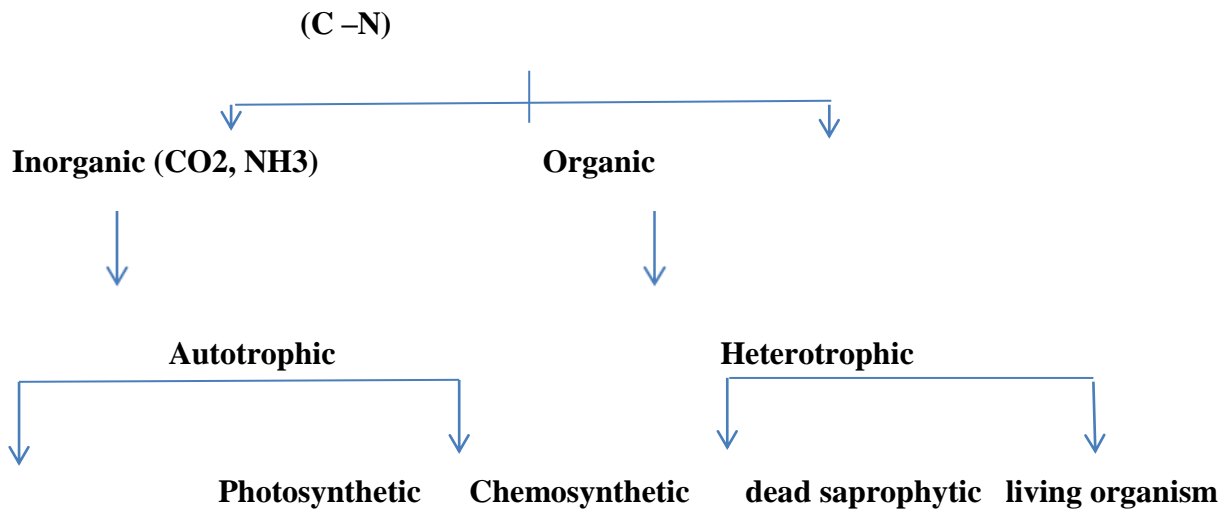 (C –N)
Inorganic (CO2, NH3) Organic
Autotrophic Heterotrophic
Photosynthetic Chemosynthetic dead saprophytic living organism